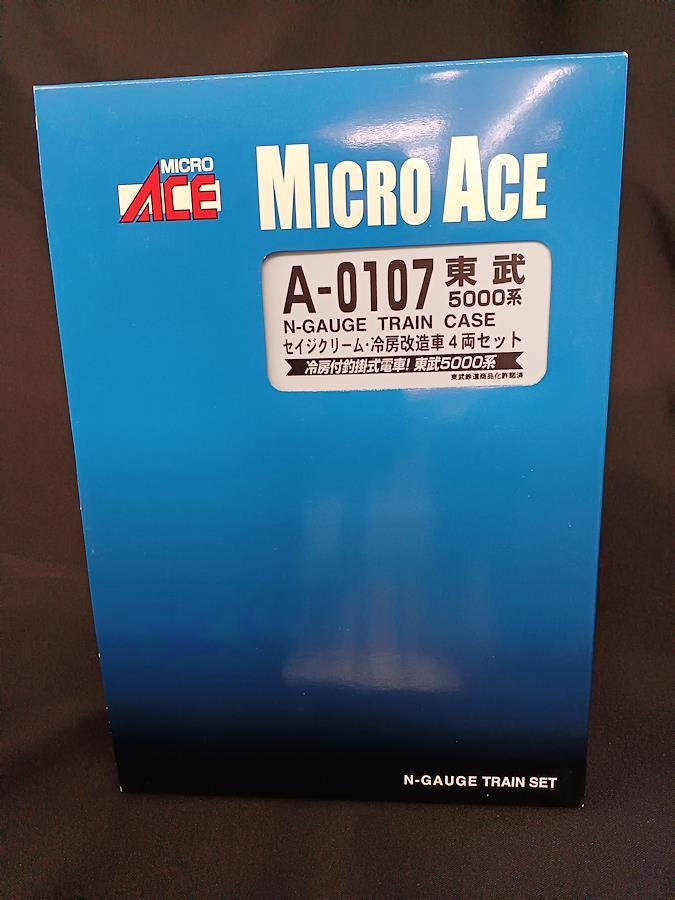 MICRO
ACE
MICRO ACE
A-0107 東武
5000系
N-GAUGE TRAIN CASE
セイジクリーム・冷房改造車4両セット
冷房付釣掛式電車!東武5000系
東武鉄道商品化許諾済
N-GAUGE TRAIN SET